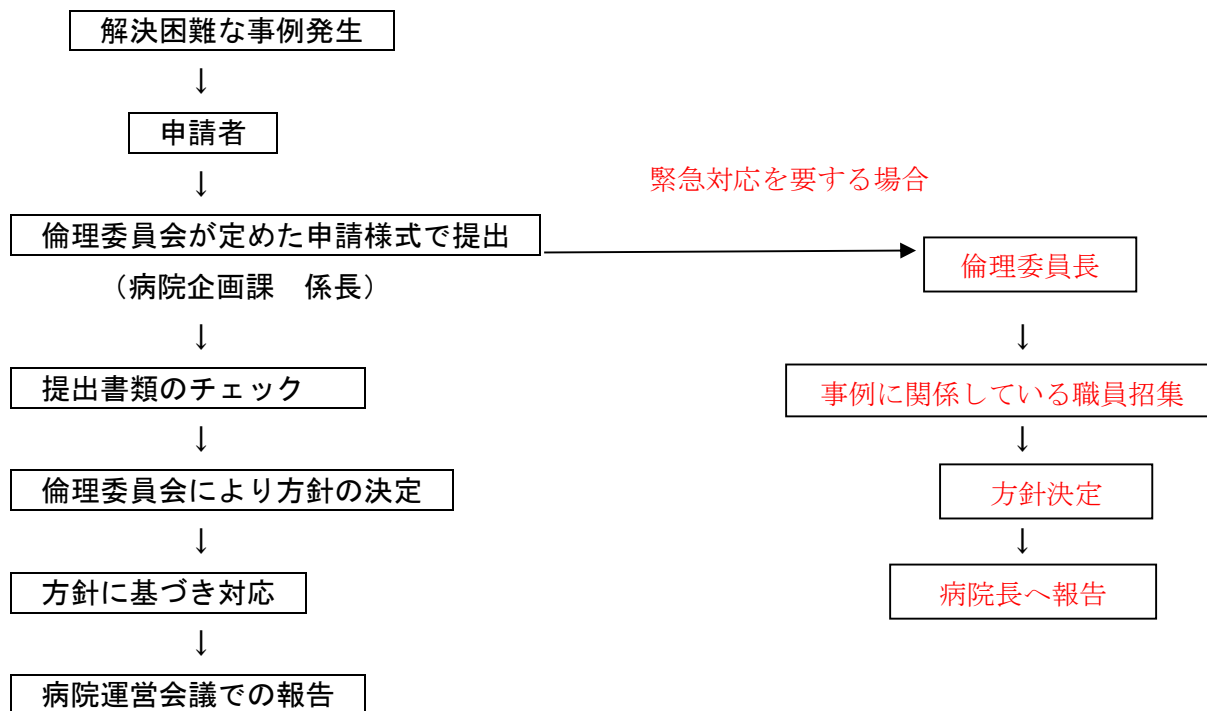 解決困難な事例発生
↓
申請者
↓
倫理委員会が定めた申請様式で提出
（病院企画課　係長）
↓
提出書類のチェック
↓
倫理委員会により方針の決定
↓
方針に基づき対応
↓
病院運営会議での報告
緊急対応を要する場合
倫理委員長
↓
事例に関係している職員招集
↓
方針決定
↓
病院長へ報告